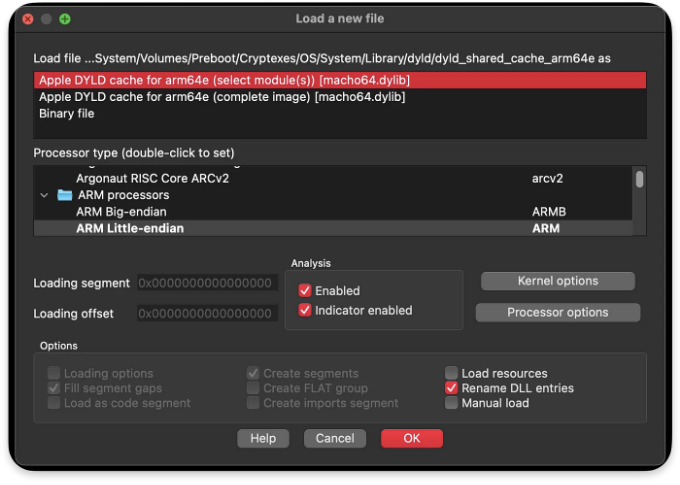 Load a new file
Load file ...System/Volumes/Preboot/Cryptexes/OS/System/Library/dyld/dyld_shared_cache_arm64e as
Apple DYLD cache for arm64e (select module(s)) [macho64.dylib]
Apple DYLD cache for arm64e (complete image) [macho64.dylib]
Binary file
Processor type (double-click to set)
Argonaut RISC Core ARCv2 arcv2
ARM processors
ARM Big-endian ARMB
ARM Little-endian ARM
Analysis
Loading segment 0x0000000000000000
Enabled
Kernel options
Loading offset 0x0000000000000000
Indicator enabled
Processor options
Options
Loading options Create segments Load resources
Fill segment gaps Create FLAT group Rename DLL entries
Load as code segment Create imports segment Manual load
Help Cancel OK